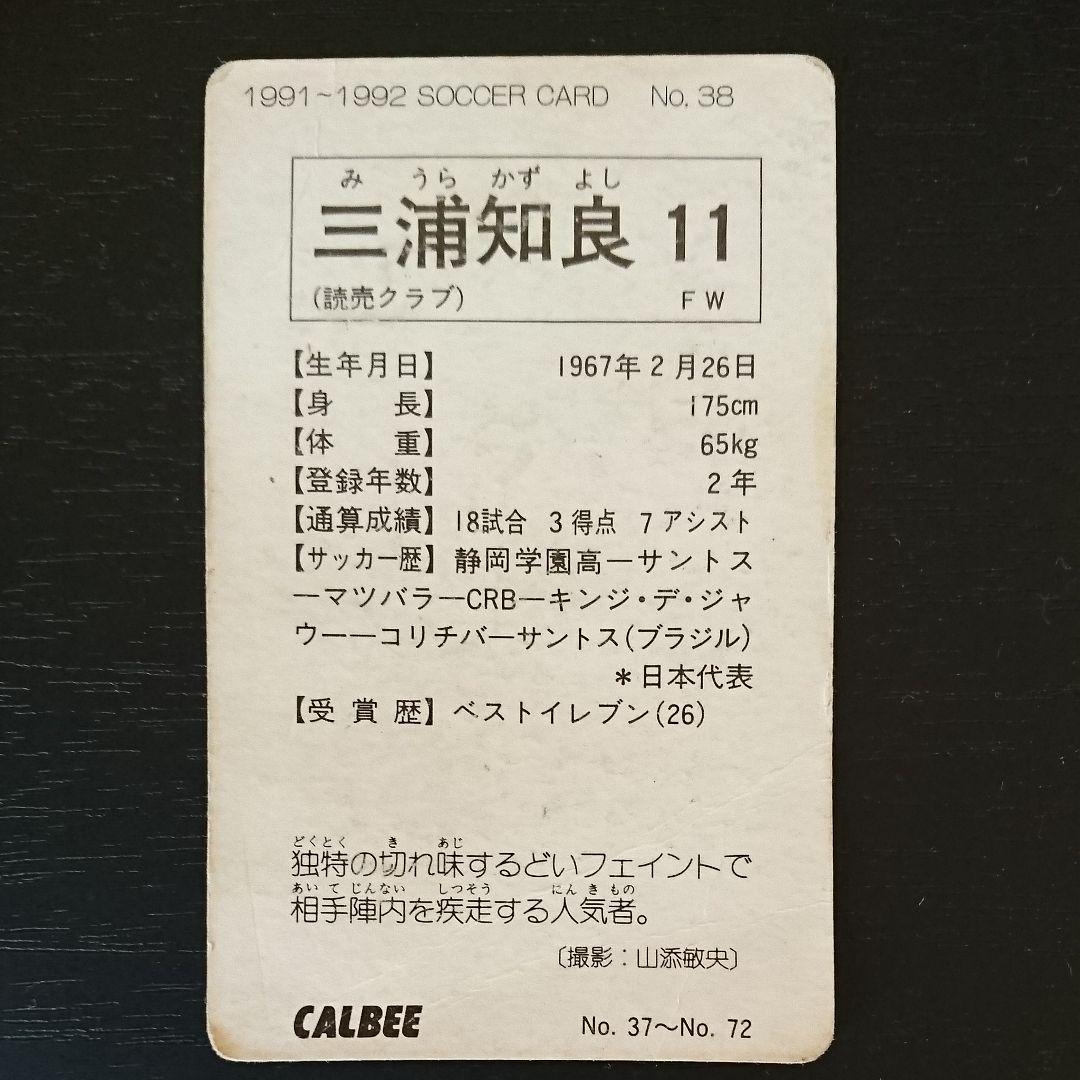 1991~1992 SOCCER CARD No. 38
み うら かず よし
三浦知良 11
(読売クラブ) FW
【生年月日】 1967年2月26日
【身長】 175cm
【体重】 65kg
【登録年数】 2年
【通算成績】 18試合 3得点 7アシスト
【サッカー歴】 静岡学園高―サントス
―マツバラ―CRB―キンジ・デ・ジャ
ウー―コリチバ―サントス(ブラジル)
*日本代表
【受賞歴】 ベストイレブン(26)
どくとく き あじ
独特の切れ味するどいフェイントで
あいてじんない しっそう にんきもの
相手陣内を疾走する人気者。
〔撮影:山添敏央〕
CALBEE No. 37~No. 72